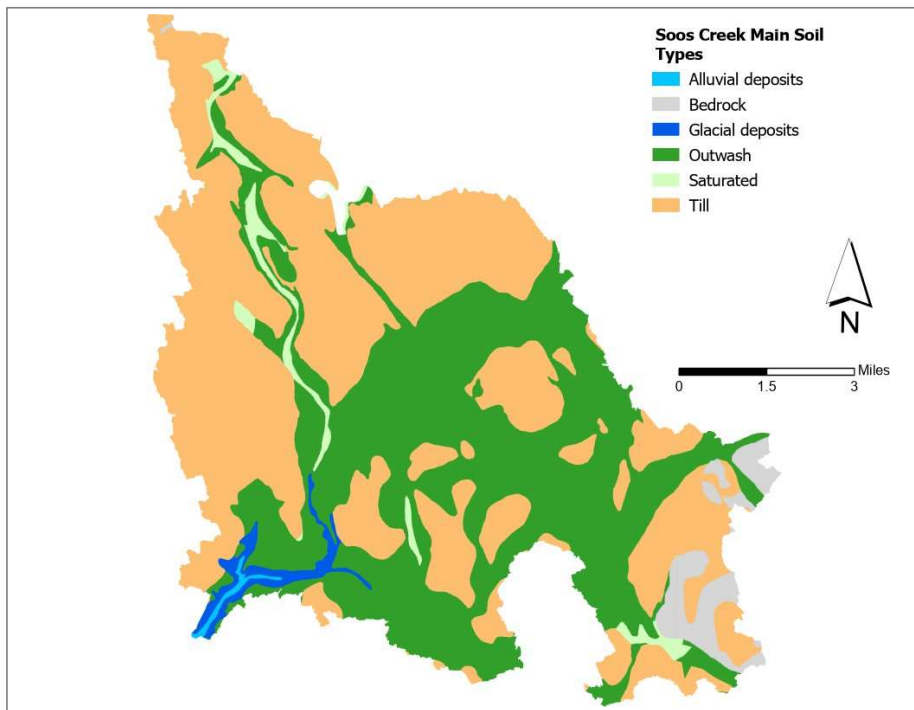 Soos Creek Main Soil
Types
Alluvial deposits
Bedrock
Glacial deposits
Outwash
Saturated
Till
N
Miles
0 1.5 3